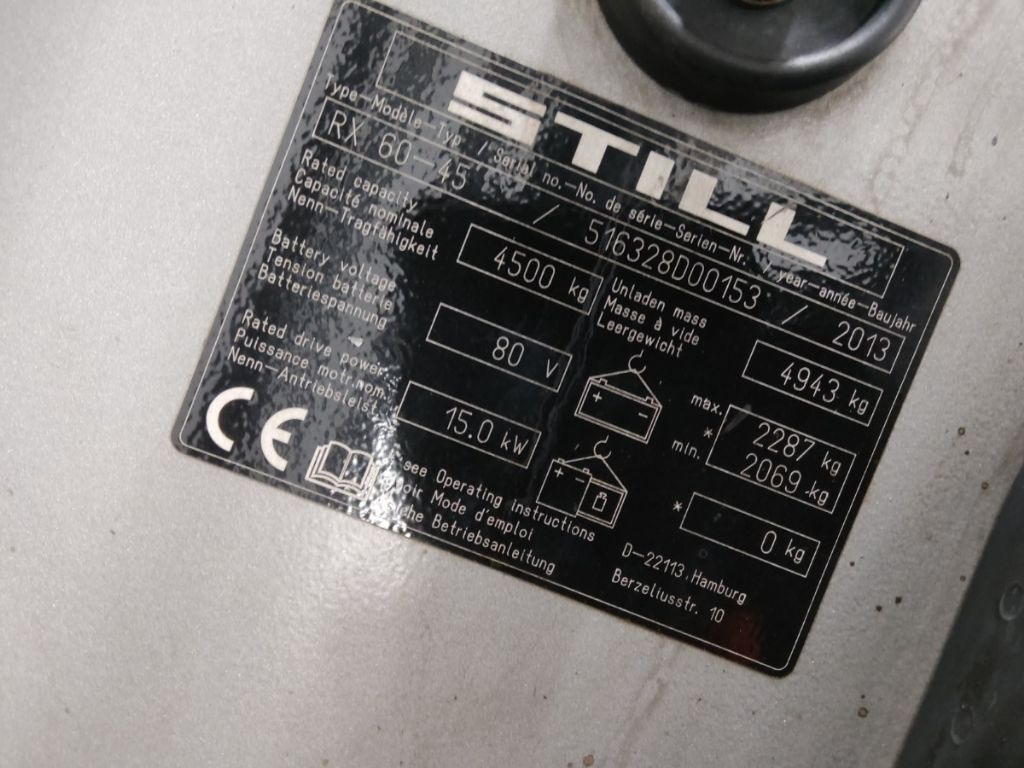 STILL
Type-Modèle-Typ / Serial no.-No. de série-Serien-Nr. / year-année-Baujahr
RX 60-45 / 516328D00153 / 2013
Rated capacity
Capacité nominale
Nenn-Tragfähigkeit
4500 kg
Battery voltage
Tension batterie
Batteriespannung
80 V
Rated drive power
Puissance motr.nom.
Nenn-Antriebsleist.
15.0 kW
Unladen mass
Masse à vide
Leergewicht
4943 kg
max. 2287 kg
*
min. 2069 kg
* 0 kg
CE
see Operating instructions
voir Mode d'emploi
Betriebsanleitung
D-22113 Hamburg
Berzeliusstr. 10